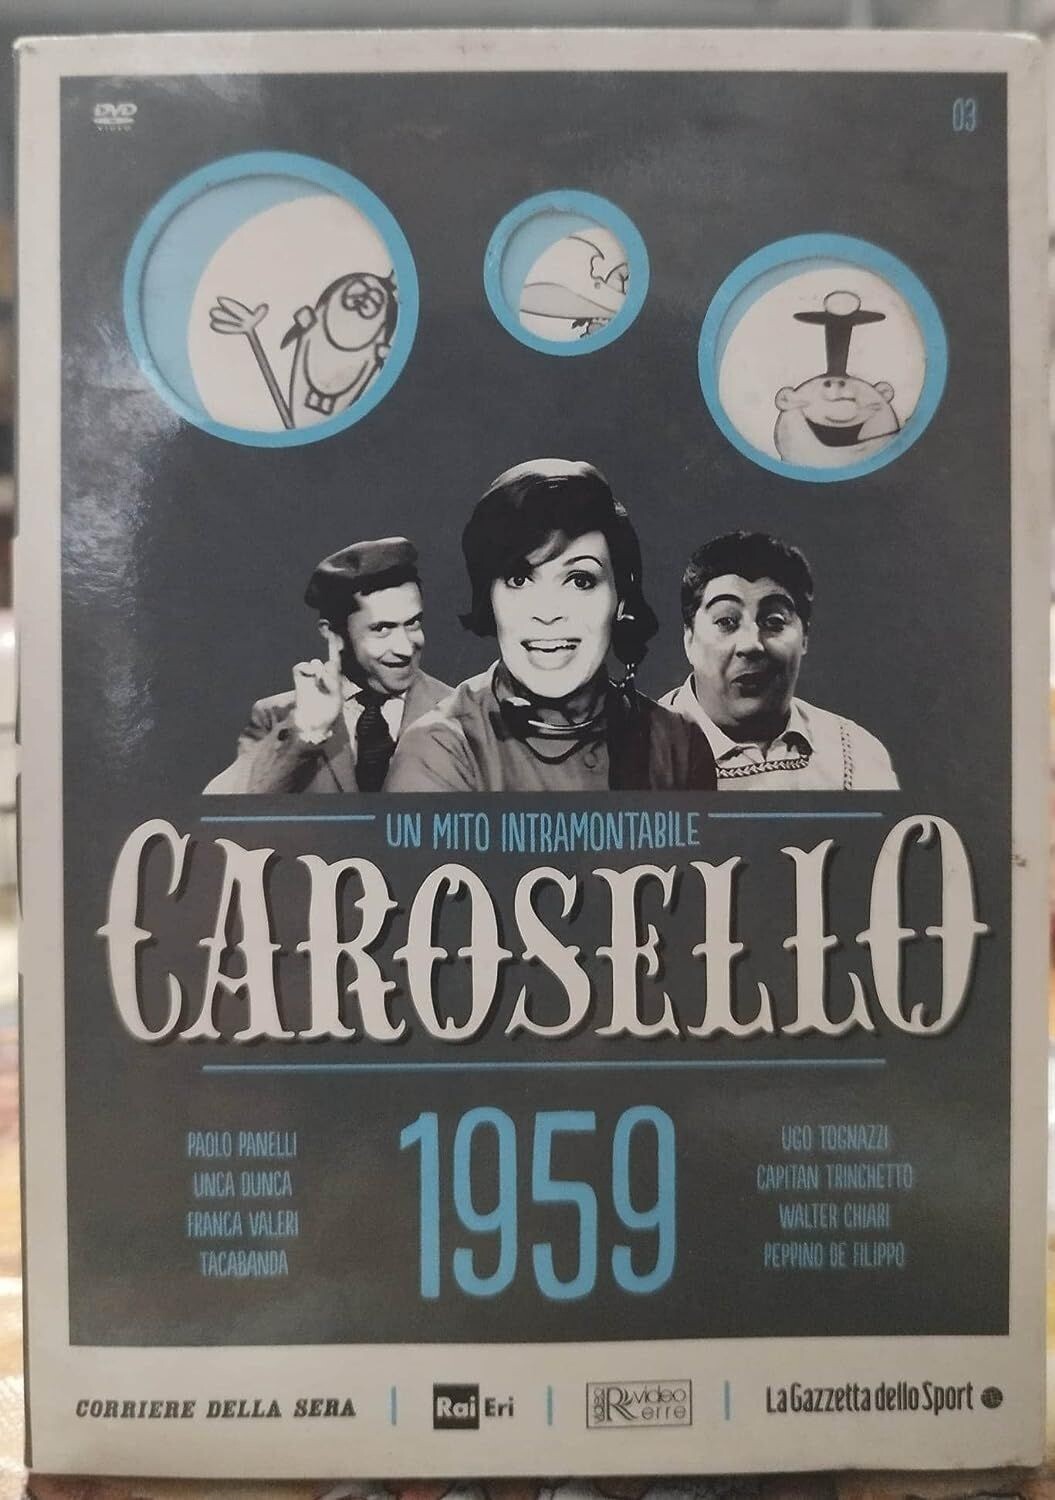 DVD
VIDEO
03
UN MITO INTRAMONTABILE
CAROSELLO
1959
PAOLO PANELLI
UNCA DUNCA
FRANCA VALERI
TACABANDA
UGO TOGNAZZI
CAPITAN TRINCHETTO
WALTER CHIARI
PEPPINO DE FILIPPO
CORRIERE DELLA SERA
Rai Eri
video
erre
La Gazzetta dello Sport